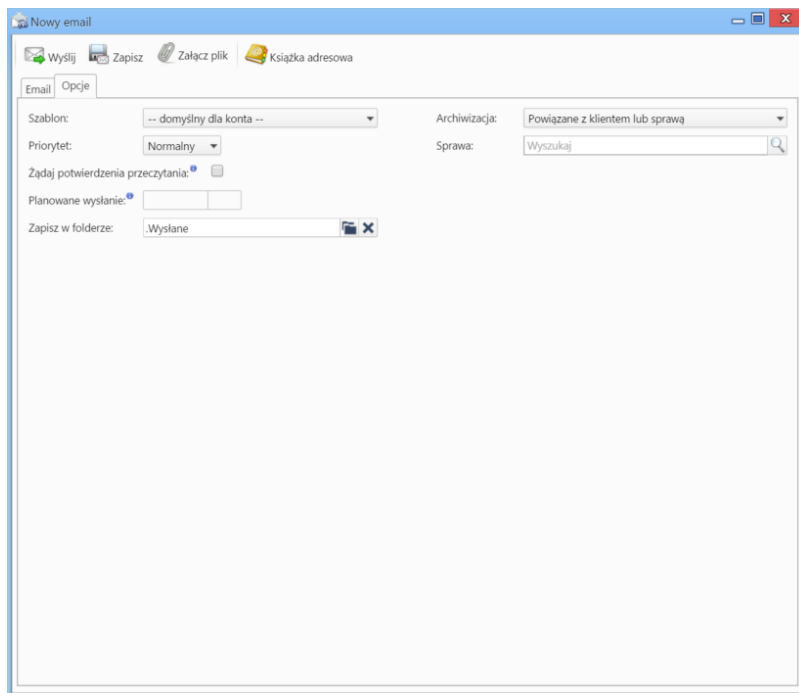 Nowy email
Wyślij Zapisz Załącz plik Książka adresowa
Email Opcje
Szablon: -- domyślny dla konta -- Archiwizacja: Powiązane z klientem lub sprawą
Priorytet: Normalny Sprawa: Wyszukaj
Żądaj potwierdzenia przeczytania:
Planowane wysłanie:
Zapisz w folderze: .Wysłane